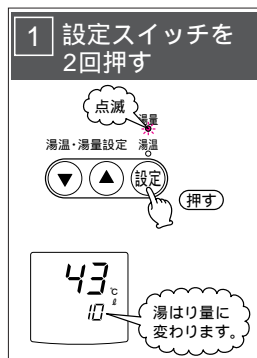 1 設定スイッチを
2回押す
点滅
湯量
湯温・湯量設定 湯温
設定
押す
43℃
10ℓ
湯はり量に
変わります。